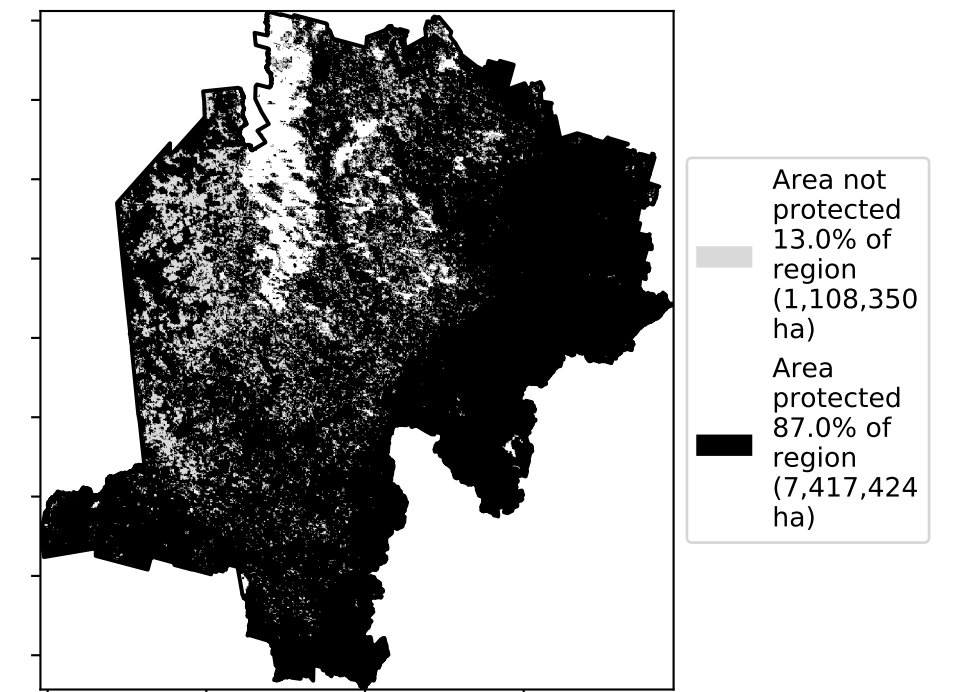 Area not
protected
13.0% of
region
(1,108,350
ha)
Area
protected
87.0% of
region
(7,417,424
ha)